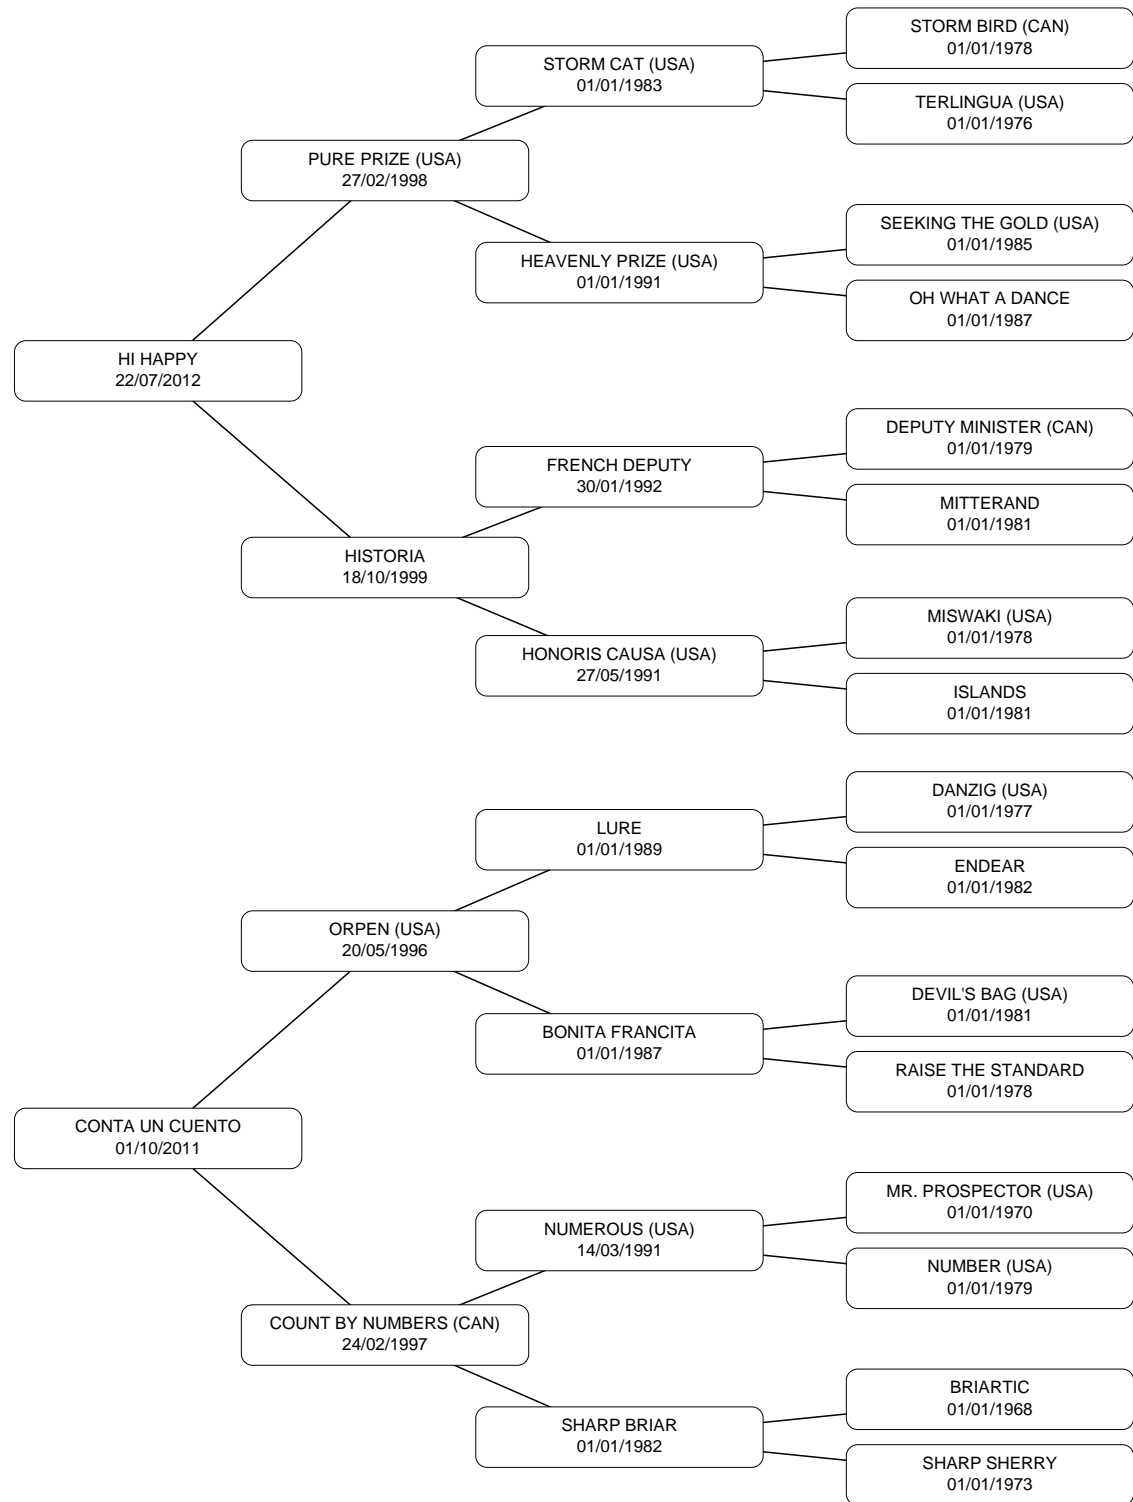 STORM BIRD (CAN)
01/01/1978
STORM CAT (USA)
01/01/1983
TERLINGUA (USA)
01/01/1976
PURE PRIZE (USA)
27/02/1998
SEEKING THE GOLD (USA)
01/01/1985
HEAVENLY PRIZE (USA)
01/01/1991
OH WHAT A DANCE
01/01/1987
HI HAPPY
22/07/2012
DEPUTY MINISTER (CAN)
01/01/1979
FRENCH DEPUTY
30/01/1992
MITTERAND
01/01/1981
HISTORIA
18/10/1999
MISWAKI (USA)
01/01/1978
HONORIS CAUSA (USA)
27/05/1991
ISLANDS
01/01/1981
DANZIG (USA)
01/01/1977
LURE
01/01/1989
ENDEAR
01/01/1982
ORPEN (USA)
20/05/1996
DEVIL'S BAG (USA)
01/01/1981
BONITA FRANCITA
01/01/1987
RAISE THE STANDARD
01/01/1978
CONTA UN CUENTO
01/10/2011
MR. PROSPECTOR (USA)
01/01/1970
NUMEROUS (USA)
14/03/1991
NUMBER (USA)
01/01/1979
COUNT BY NUMBERS (CAN)
24/02/1997
BRIARTIC
01/01/1968
SHARP BRIAR
01/01/1982
SHARP SHERRY
01/01/1973